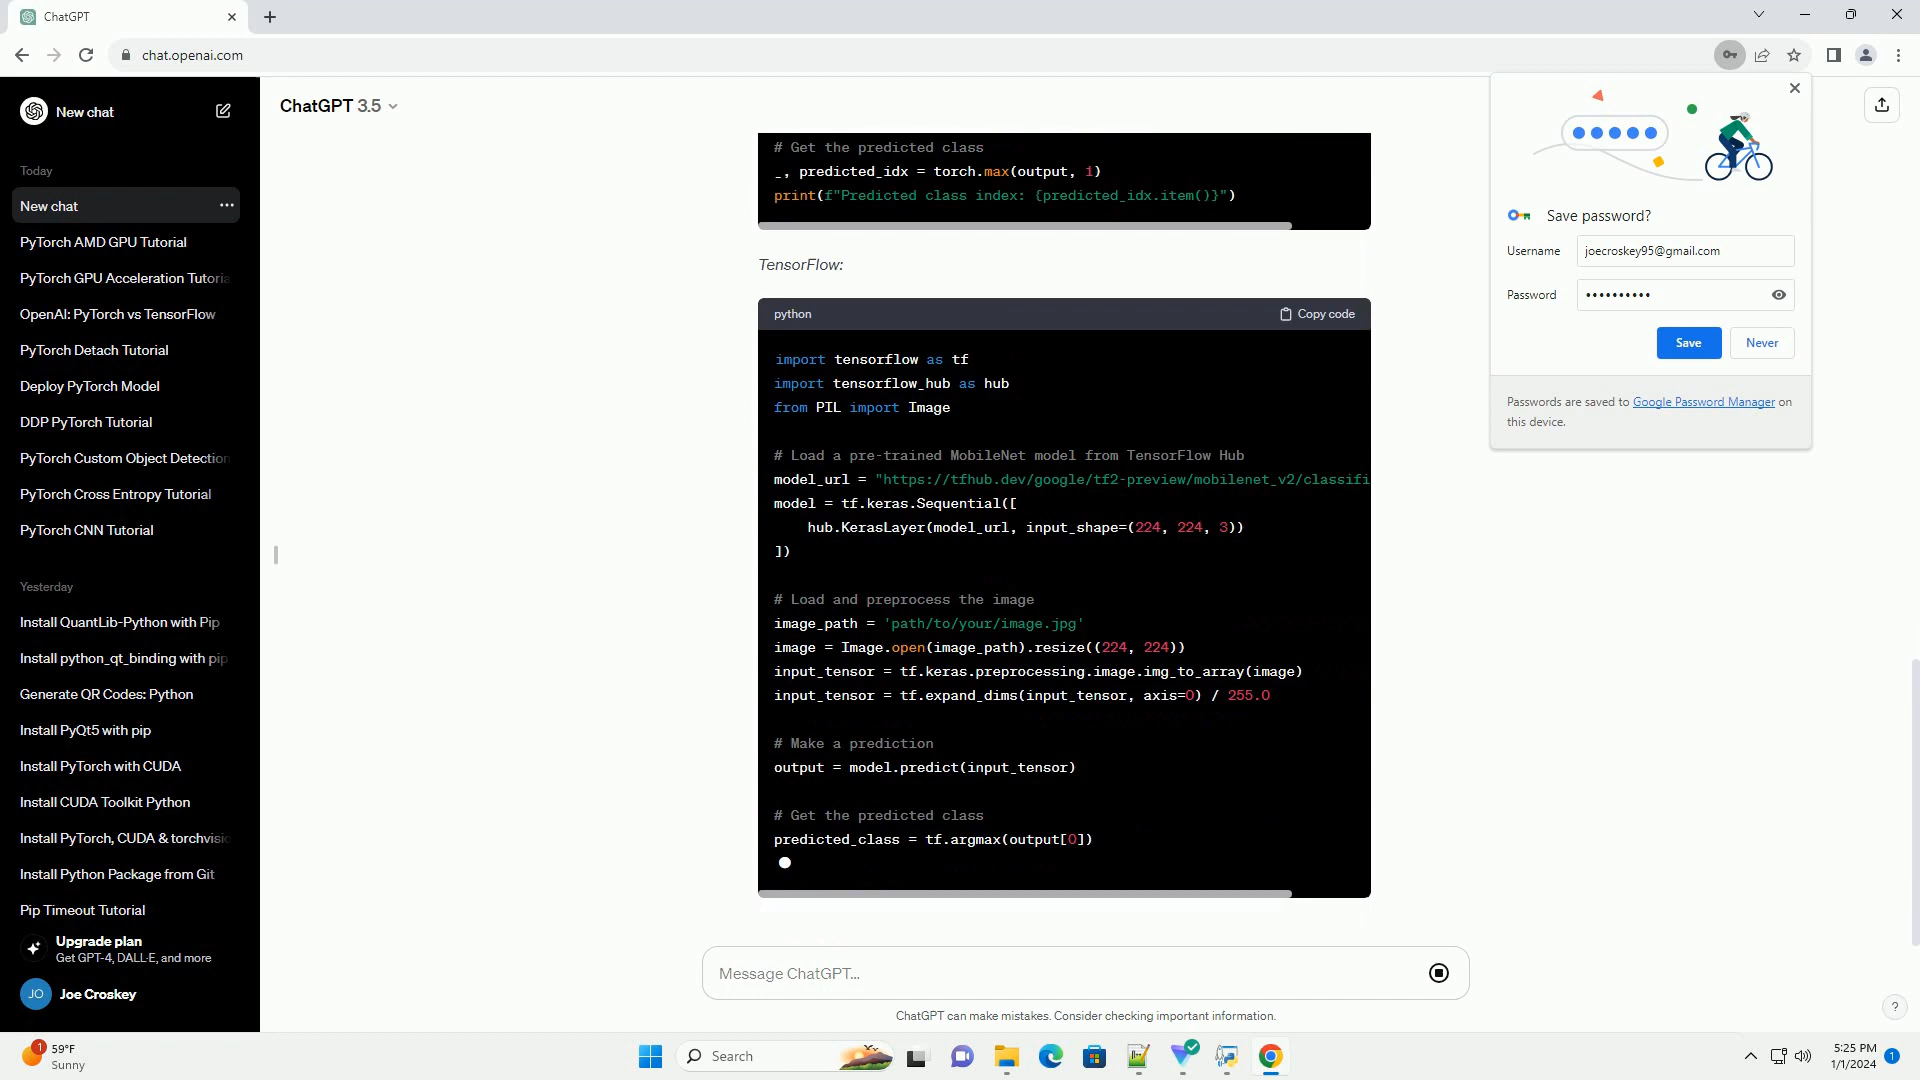 ChatGPT
chat.openai.com
New chat
Today
New chat
PyTorch AMD GPU Tutorial
PyTorch GPU Acceleration Tutoria
OpenAI: PyTorch vs TensorFlow
PyTorch Detach Tutorial
Deploy PyTorch Model
DDP PyTorch Tutorial
PyTorch Custom Object Detection
PyTorch Cross Entropy Tutorial
PyTorch CNN Tutorial
Yesterday
Install QuantLib-Python with Pip
Install python_qt_binding with pip
Generate QR Codes: Python
Install PyQt5 with pip
Install PyTorch with CUDA
Install CUDA Toolkit Python
Install PyTorch, CUDA & torchvisio
Install Python Package from Git
Pip Timeout Tutorial
Upgrade plan
Get GPT-4, DALL·E, and more
JO Joe Croskey
ChatGPT 3.5
# Get the predicted class
_, predicted_idx = torch.max(output, 1)
print(f"Predicted class index: {predicted_idx.item()}")
TensorFlow:
python
Copy code
import tensorflow as tf
import tensorflow_hub as hub
from PIL import Image
# Load a pre-trained MobileNet model from TensorFlow Hub
model_url = "https://tfhub.dev/google/tf2-preview/mobilenet_v2/classifi
model = tf.keras.Sequential([
hub.KerasLayer(model_url, input_shape=(224, 224, 3))
])
# Load and preprocess the image
image_path = 'path/to/your/image.jpg'
image = Image.open(image_path).resize((224, 224))
input_tensor = tf.keras.preprocessing.image.img_to_array(image)
input_tensor = tf.expand_dims(input_tensor, axis=0) / 255.0
# Make a prediction
output = model.predict(input_tensor)
# Get the predicted class
predicted_class = tf.argmax(output[0])
Message ChatGPT...
ChatGPT can make mistakes. Consider checking important information.
Save password?
Username joecroskey95@gmail.com
Password ••••••••••
Save Never
Passwords are saved to Google Password Manager on
this device.
?
1
59°F
Sunny
Search
5:25 PM
1/1/2024
1